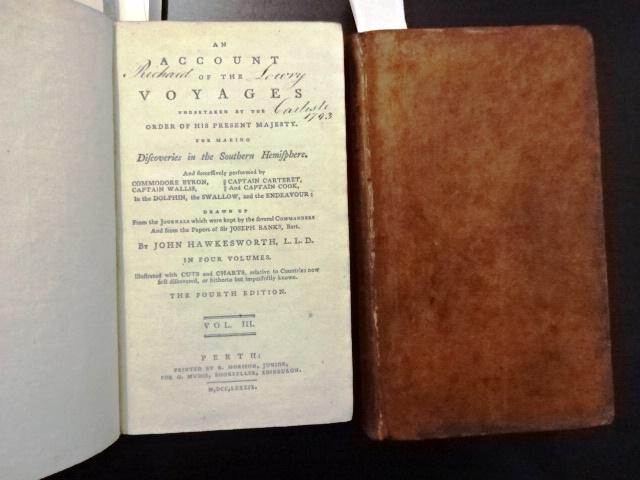 AN
ACCOUNT
Richard OF THE Lowry
VOYAGES
UNDERTAKEN BY THE Carlisle
1793
ORDER OF HIS PRESENT MAJESTY.
FOR MAKING
Diſcoveries in the Southern Hemiſphere.
And ſucceſſively performed by
COMMODORE BYRON, CAPTAIN CARTERET,
CAPTAIN WALLIS, And CAPTAIN COOK,
In the DOLPHIN, the SWALLOW, and the ENDEAVOUR;
DRAWN UP
From the JOURNALS which were kept by the ſeveral COMMANDERS
And from the Papers of Sir JOSEPH BANKS, Bart.
BY JOHN HAWKESWORTH, L.L.D.
IN FOUR VOLUMES.
Illuſtrated with CUTS and CHARTS, relative to Countries now
firſt diſcovered, or hitherto but imperfectly known.
THE FOURTH EDITION.
VOL. III.
PERTH:
PRINTED BY R. MORISON, JUNIOR,
FOR G. MUDIE, BOOKSELLER, EDINBURGH.
M,DCC,LXXXIX.